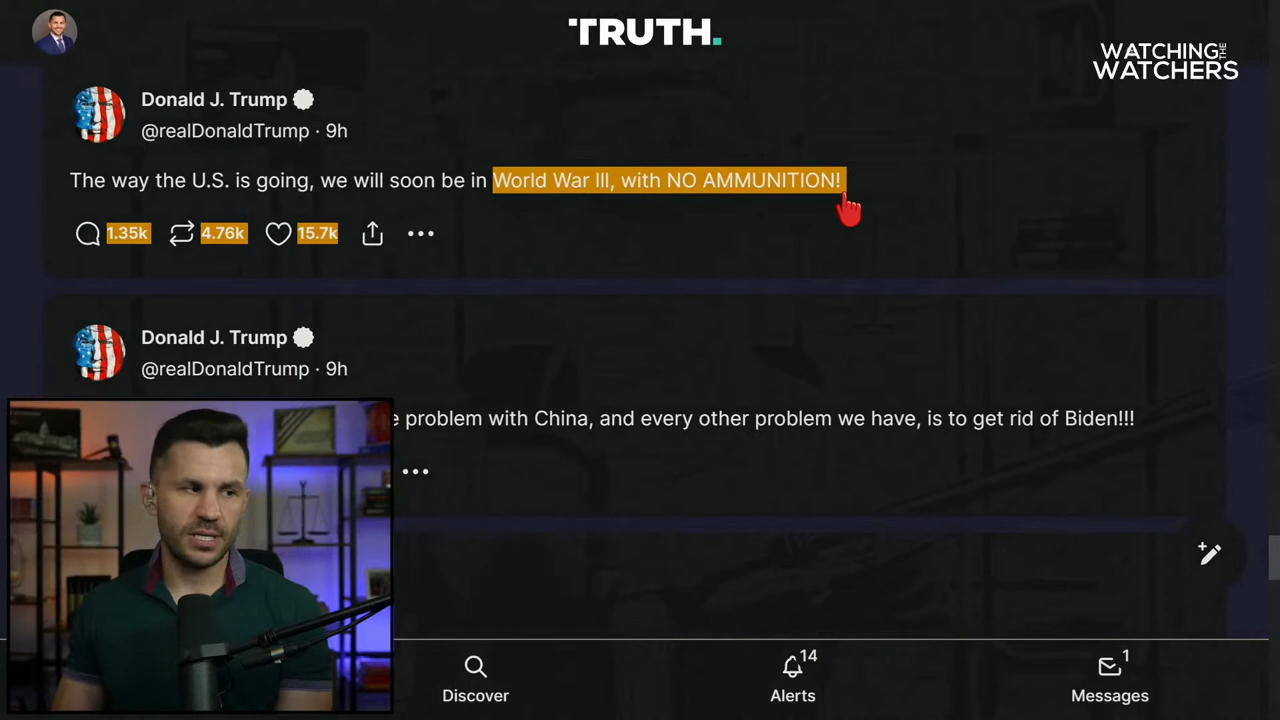 TRUTH.
WATCHING THE
WATCHERS
Donald J. Trump
@realDonaldTrump · 9h
The way the U.S. is going, we will soon be in World War III, with NO AMMUNITION!
1.35k 4.76k 15.7k
Donald J. Trump
@realDonaldTrump · 9h
problem with China, and every other problem we have, is to get rid of Biden!!!
14
1
Discover
Alerts
Messages